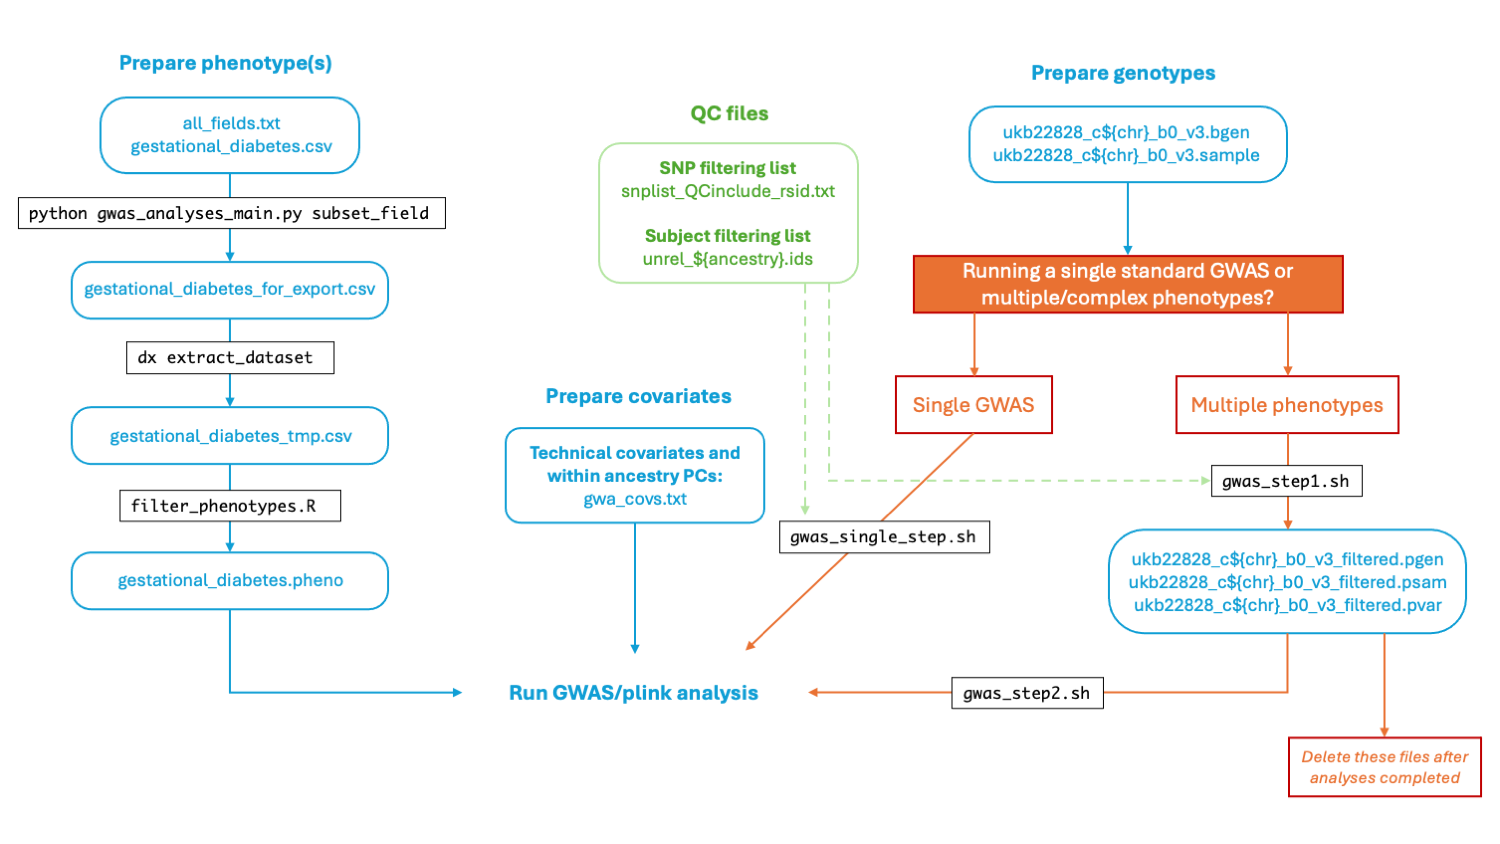 Prepare phenotype(s)
all_fields.txt
gestational_diabetes.csv
python gwas_analyses_main.py subset_field
gestational_diabetes_for_export.csv
dx extract_dataset
gestational_diabetes_tmp.csv
filter_phenotypes.R
gestational_diabetes.pheno
QC files
SNP filtering list
snplist_QCinclude_rsid.txt
Subject filtering list
unrel_${ancestry}.ids
Prepare covariates
Technical covariates and
within ancestry PCs:
gwa_covs.txt
Prepare genotypes
ukb22828_c${chr}_b0_v3.bgen
ukb22828_c${chr}_b0_v3.sample
Running a single standard GWAS or
multiple/complex phenotypes?
Single GWAS
Multiple phenotypes
gwas_step1.sh
gwas_single_step.sh
ukb22828_c${chr}_b0_v3_filtered.pgen
ukb22828_c${chr}_b0_v3_filtered.psam
ukb22828_c${chr}_b0_v3_filtered.pvar
Run GWAS/plink analysis
gwas_step2.sh
Delete these files after
analyses completed